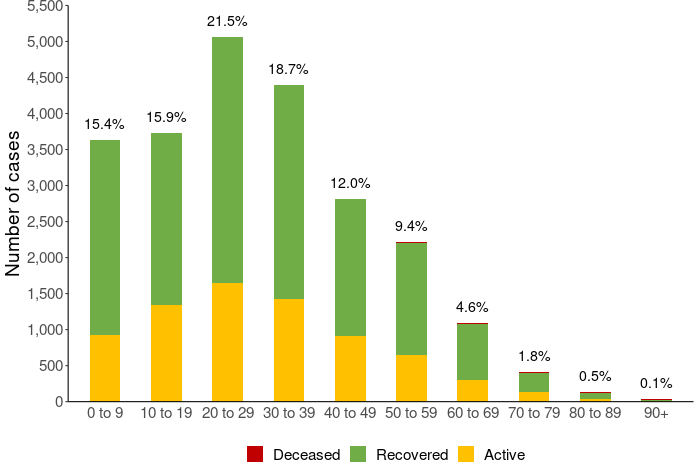 5,500
5,000
4,500
4,000
3,500
3,000
2,500
2,000
1,500
1,000
500
0
Number of cases
15.4%
15.9%
21.5%
18.7%
12.0%
9.4%
4.6%
1.8%
0.5%
0.1%
0 to 9
10 to 19
20 to 29
30 to 39
40 to 49
50 to 59
60 to 69
70 to 79
80 to 89
90+
Deceased
Recovered
Active